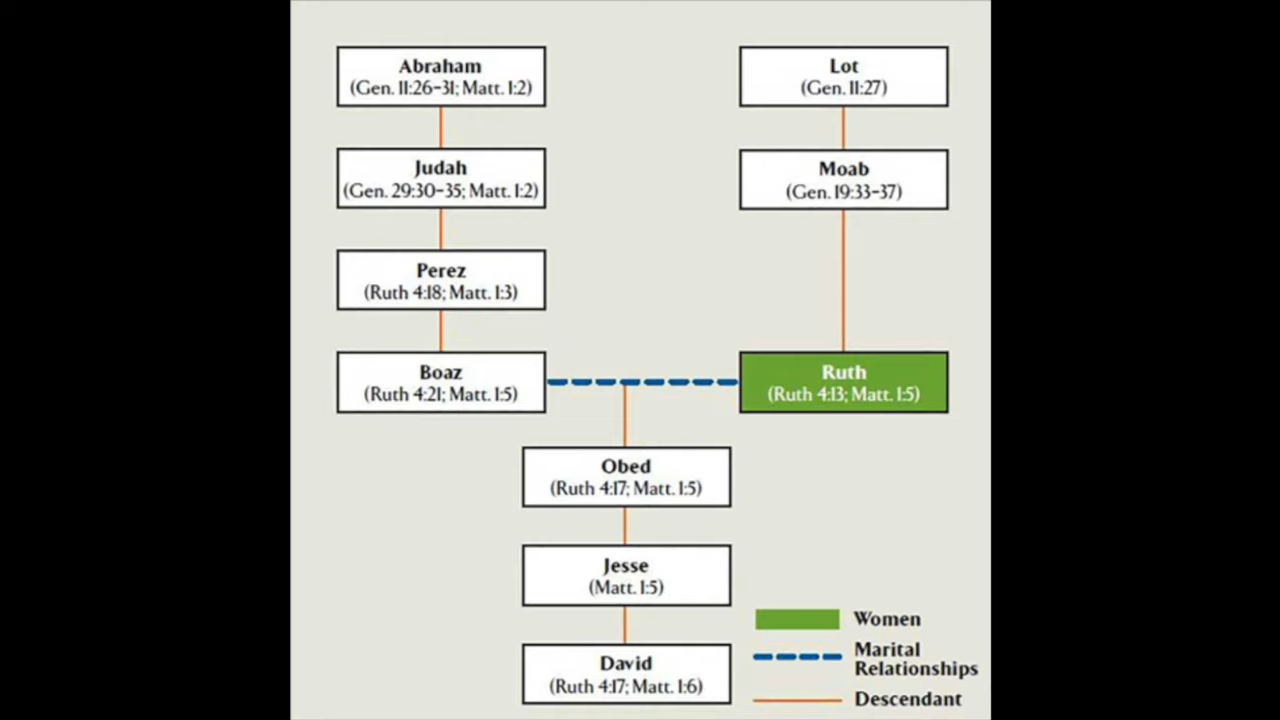 Abraham
(Gen. 11:26-31; Matt. 1:2)
Lot
(Gen. 11:27)
Judah
(Gen. 29:30-35; Matt. 1:2)
Moab
(Gen. 19:33-37)
Perez
(Ruth 4:18; Matt. 1:3)
Boaz
(Ruth 4:21; Matt. 1:5)
Ruth
(Ruth 4:13; Matt. 1:5)
Obed
(Ruth 4:17; Matt. 1:5)
Jesse
(Matt. 1:5)
David
(Ruth 4:17; Matt. 1:6)
Women
Marital
Relationships
Descendant